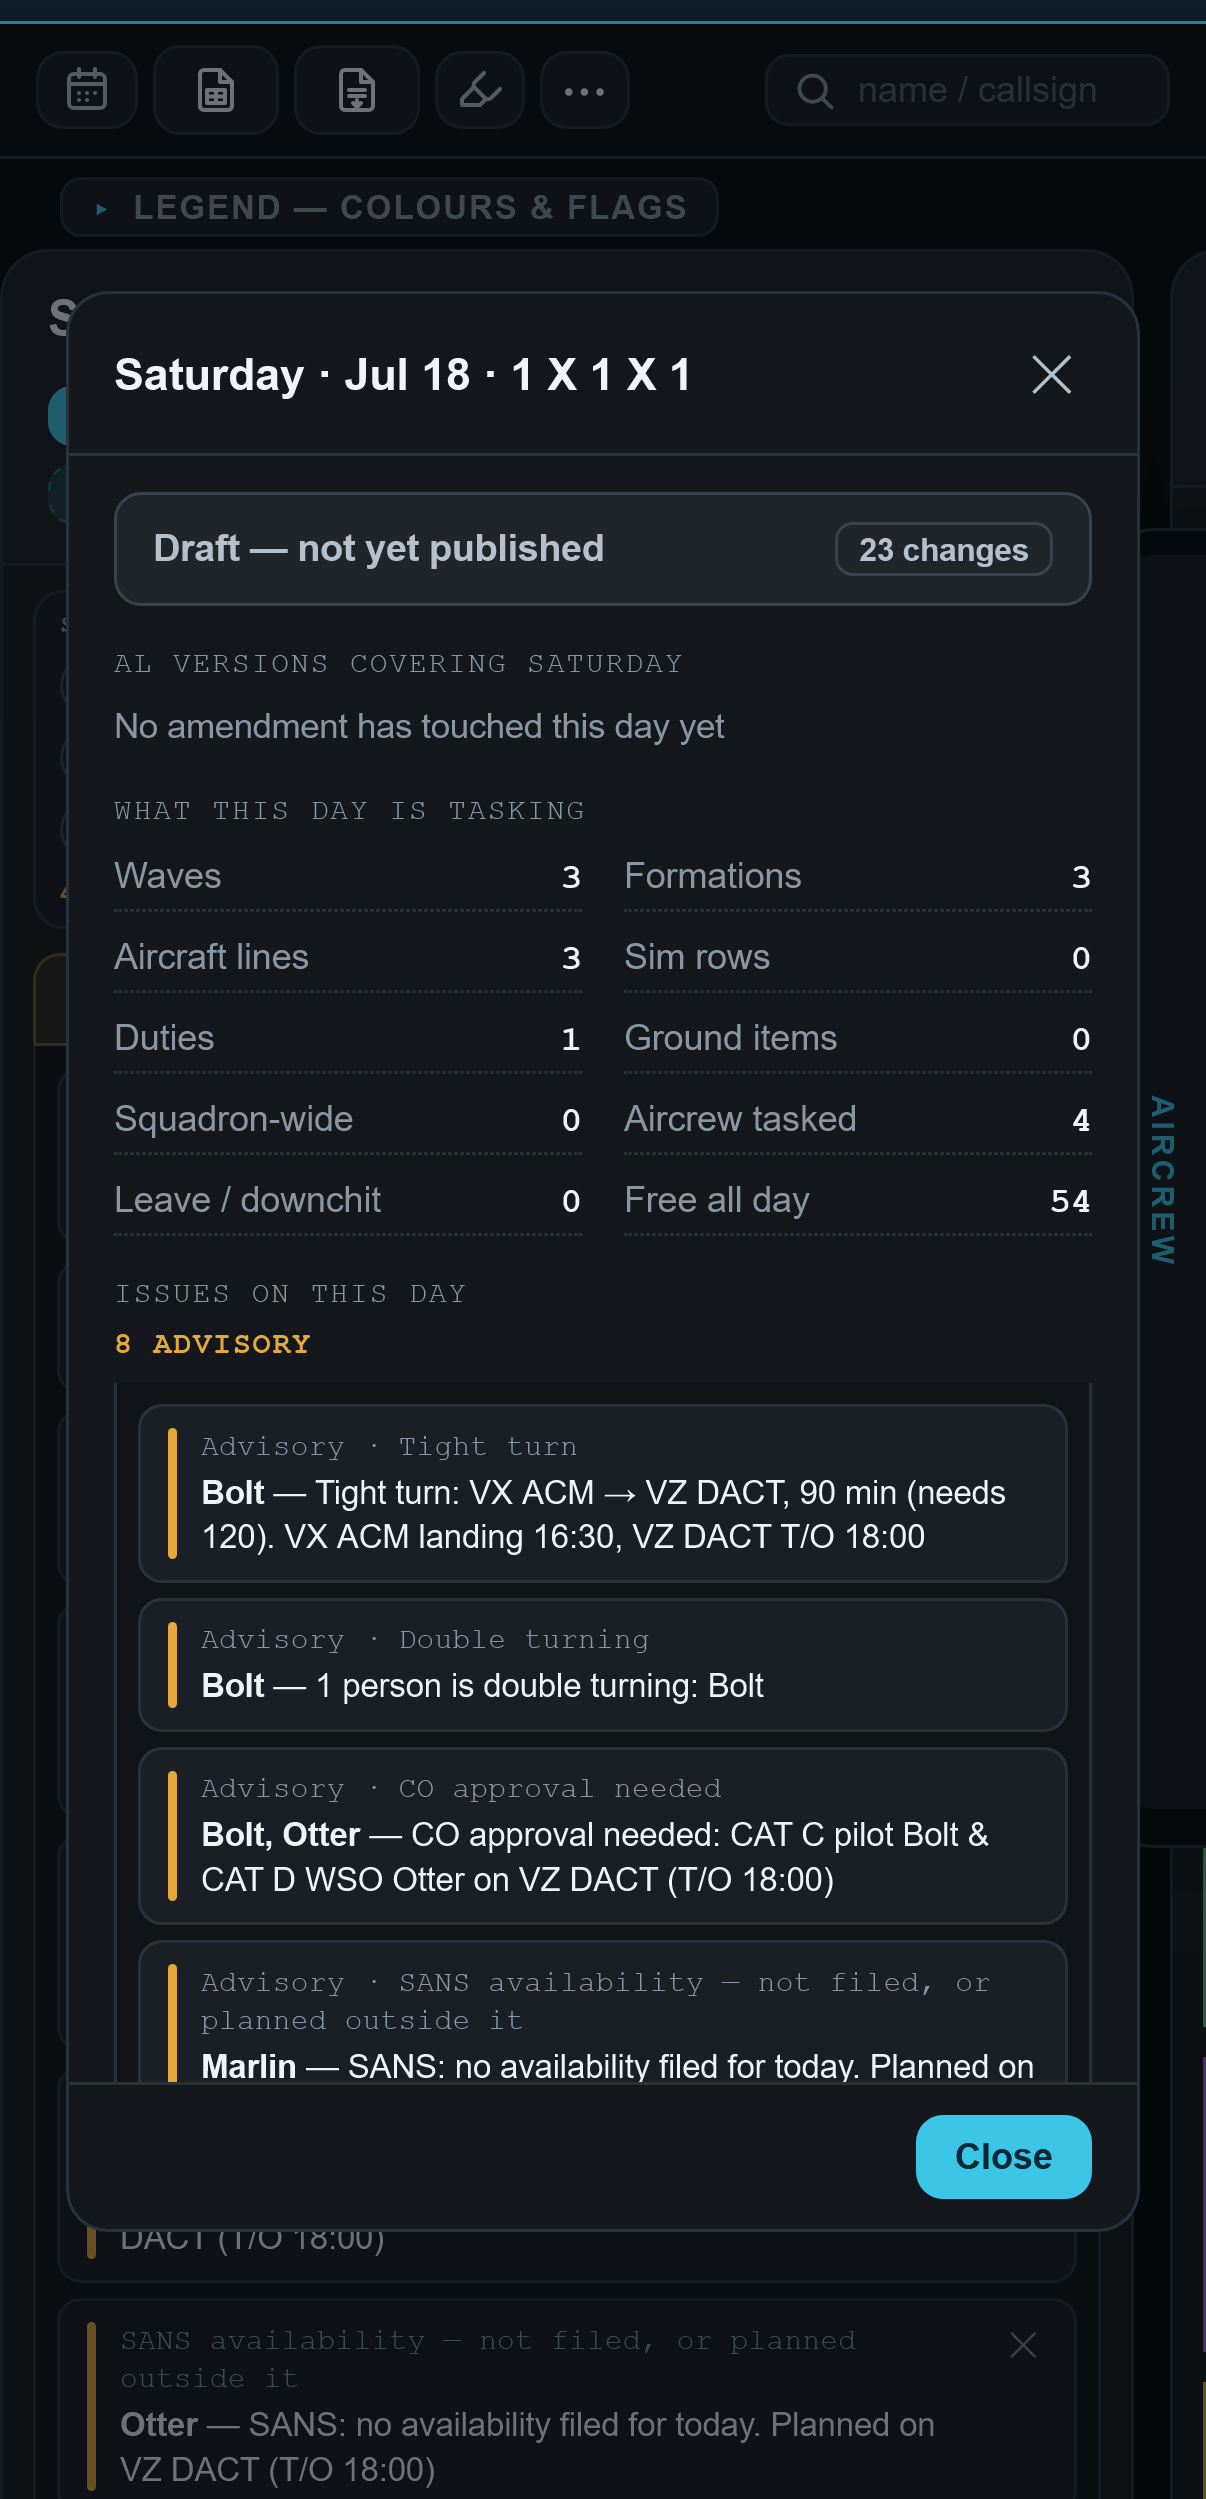 name / callsign
LEGEND — COLOURS & FLAGS
Saturday · Jul 18 · 1 X 1 X 1
Draft — not yet published
23 changes
AL VERSIONS COVERING SATURDAY
No amendment has touched this day yet
WHAT THIS DAY IS TASKING
Waves 3
Formations 3
Aircraft lines 3
Sim rows 0
Duties 1
Ground items 0
Squadron-wide 0
Aircrew tasked 4
Leave / downchit 0
Free all day 54
AIRCREW
ISSUES ON THIS DAY
8 ADVISORY
Advisory · Tight turn
Bolt — Tight turn: VX ACM → VZ DACT, 90 min (needs
120). VX ACM landing 16:30, VZ DACT T/O 18:00
Advisory · Double turning
Bolt — 1 person is double turning: Bolt
Advisory · CO approval needed
Bolt, Otter — CO approval needed: CAT C pilot Bolt &
CAT D WSO Otter on VZ DACT (T/O 18:00)
Advisory · SANS availability — not filed, or
planned outside it
Marlin — SANS: no availability filed for today. Planned on
Close
DACT (T/O 18:00)
SANS availability — not filed, or planned
outside it
Otter — SANS: no availability filed for today. Planned on
VZ DACT (T/O 18:00)